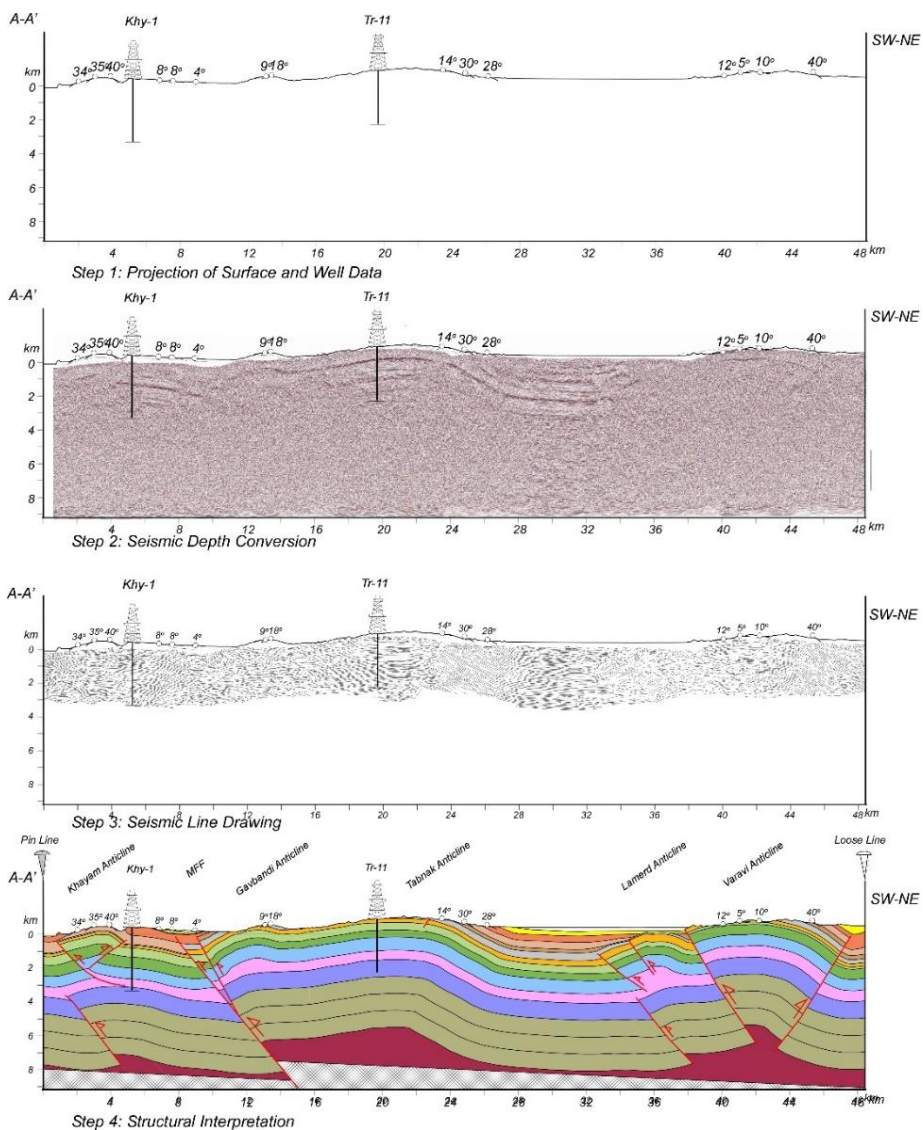 A-A'
Khy-1
Tr-11
SW-NE
34° 35° 40° 8° 8° 4° 9° 18° 14° 30° 28° 12° 5° 10° 40°
km
0
2
4
6
8
4 8 12 16 20 24 28 32 36 40 44 48 km
Step 1: Projection of Surface and Well Data
A-A'
Khy-1
Tr-11
SW-NE
34° 35° 40° 8° 8° 4° 9° 18° 14° 30° 28° 12° 5° 10° 40°
km
0
2
4
6
8
4 8 12 16 20 24 28 32 36 40 44 48 km
Step 2: Seismic Depth Conversion
A-A'
Khy-1
Tr-11
SW-NE
34° 35° 40° 8° 8° 4° 9° 18° 14° 30° 28° 12° 5° 10° 40°
km
0
2
4
6
8
4 8 12 16 20 24 28 32 36 40 44 48 km
Step 3: Seismic Line Drawing
Pin Line
Loose Line
Khayam Anticline
MFF
Gavbandi Anticline
Tabnak Anticline
Lamerd Anticline
Varavi Anticline
A-A'
Khy-1
Tr-11
SW-NE
34° 35° 40° 8° 8° 4° 9° 18° 14° 30° 28° 12° 5° 10° 40°
km
0
2
4
6
8
4 8 12 16 20 24 28 32 36 40 44 48 km
Step 4: Structural Interpretation